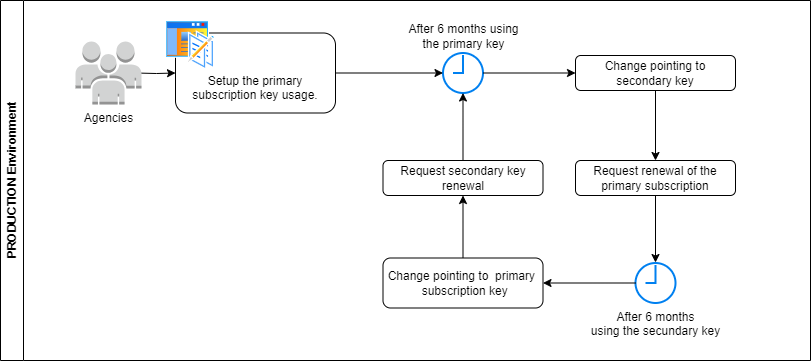 PRODUCTION Environment
Agencies
Setup the primary
subscription key usage.
After 6 months using
the primary key
Change pointing to
secondary key
Request renewal of the
primary subscription
After 6 months
using the secundary key
Change pointing to  primary
subscription key
Request secondary key
renewal